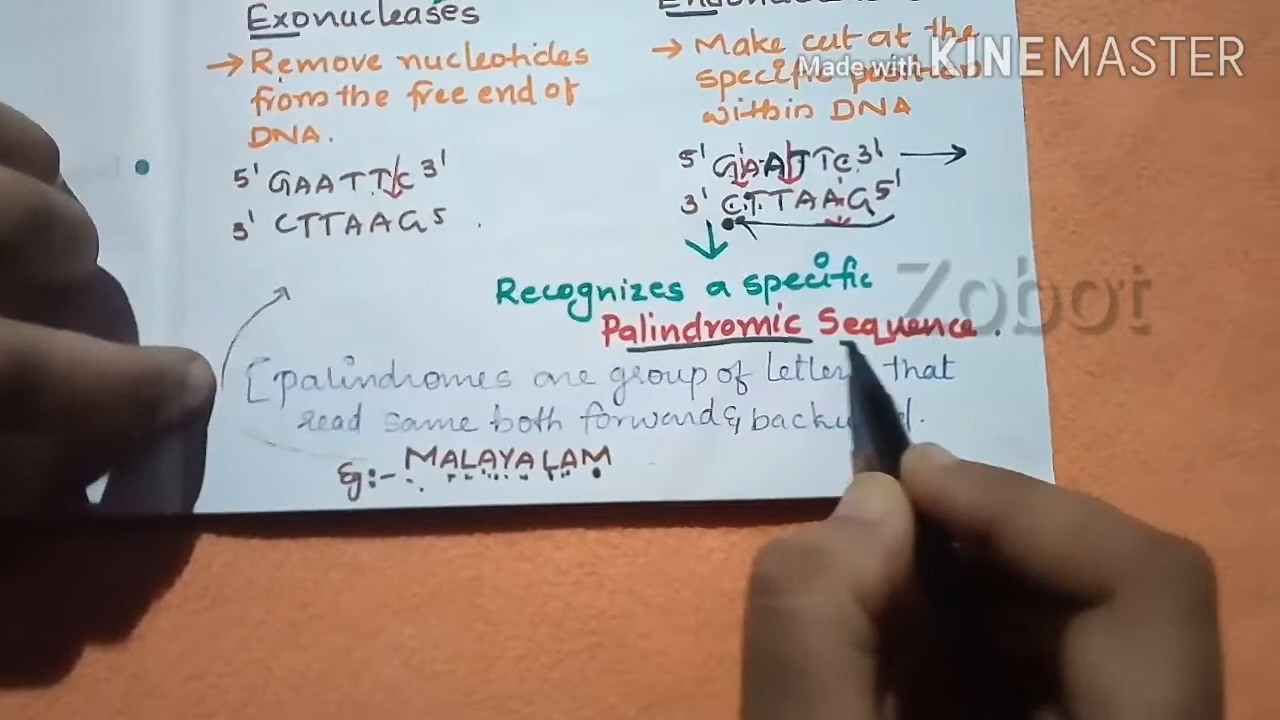 Exonucleases
→ Remove nucleotides
from the free end of
DNA.
5' GAATTC 3'
3' CTTAAG 5
→ Make cut at the
specific position
within DNA
5' GAATTC 3'
3' CTTAAG 5'
Recognizes a specific
Palindromic Sequence.
[palindromes are group of letters that
read same both forward &
Eg:- MALAYALAM
Made with KINEMASTER
Zobot